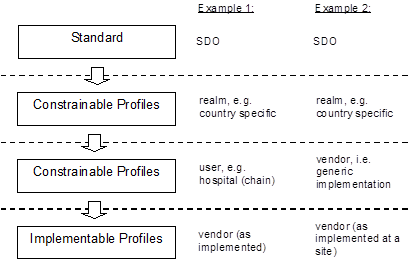 Example 1:
Example 2:
Standard
SDO
SDO
Constrainable Profiles
realm, e.g.
country specific
realm, e.g.
country specific
Constrainable Profiles
user, e.g.
hospital (chain)
vendor, i.e.
generic
implementation
Implementable Profiles
vendor (as
implemented)
vendor (as
implemented at a
site)